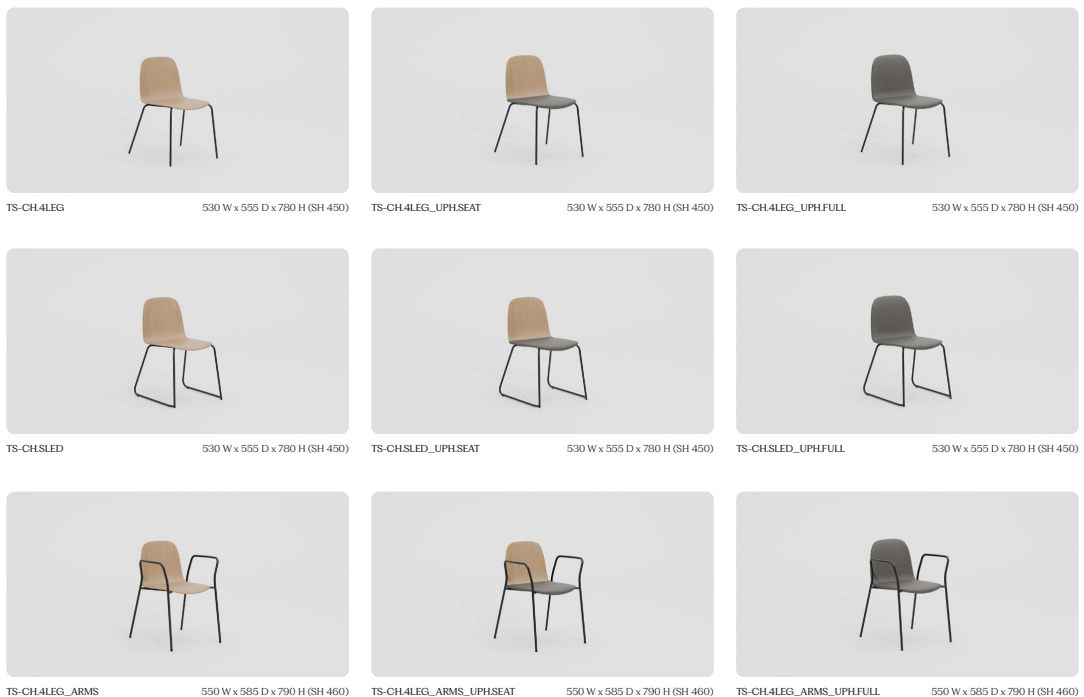 TS-CH.4LEG 530 W x 555 D x 780 H (SH 450) TS-CH.4LEG_UPH.SEAT 530 W x 555 D x 780 H (SH 450) TS-CH.4LEG_UPH.FULL 530 W x 555 D x 780 H (SH 450)
TS-CH.SLED 530 W x 555 D x 780 H (SH 450) TS-CH.SLED_UPH.SEAT 530 W x 555 D x 780 H (SH 450) TS-CH.SLED_UPH.FULL 530 W x 555 D x 780 H (SH 450)
TS-CH.4LEG_ARMS 550 W x 585 D x 790 H (SH 460) TS-CH.4LEG_ARMS_UPH.SEAT 550 W x 585 D x 790 H (SH 460) TS-CH.4LEG_ARMS_UPH.FULL 550 W x 585 D x 790 H (SH 460)